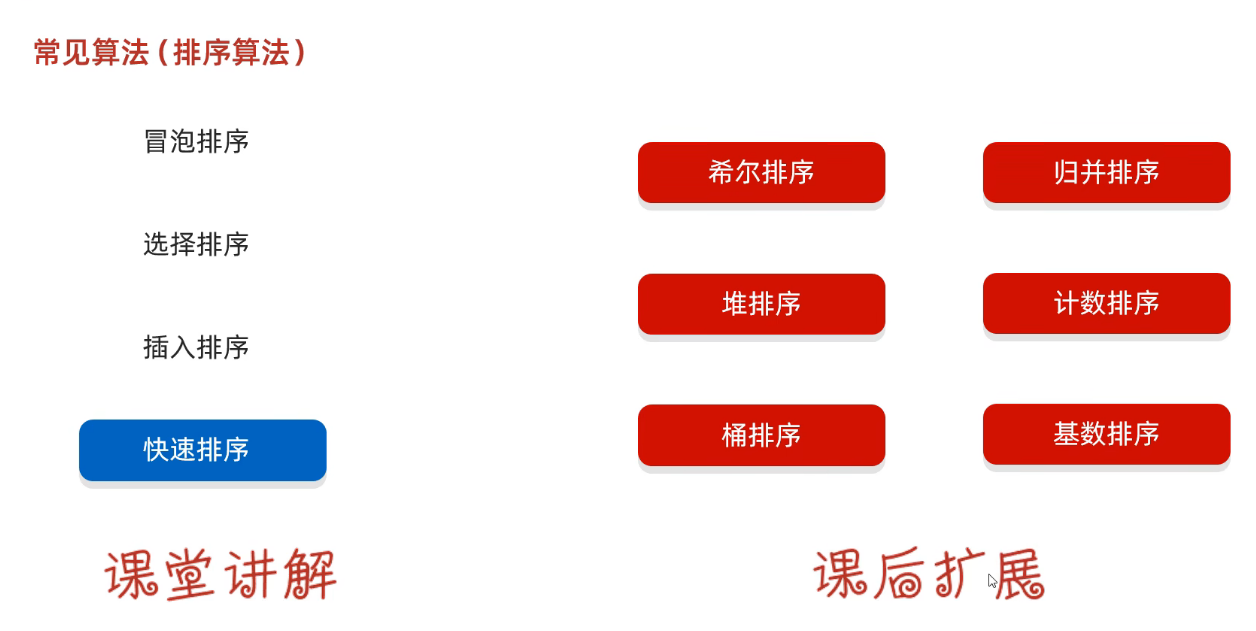 常见算法(排序算法)
冒泡排序
选择排序
插入排序
快速排序
课堂讲解
希尔排序
归并排序
堆排序
计数排序
桶排序
基数排序
课后扩展